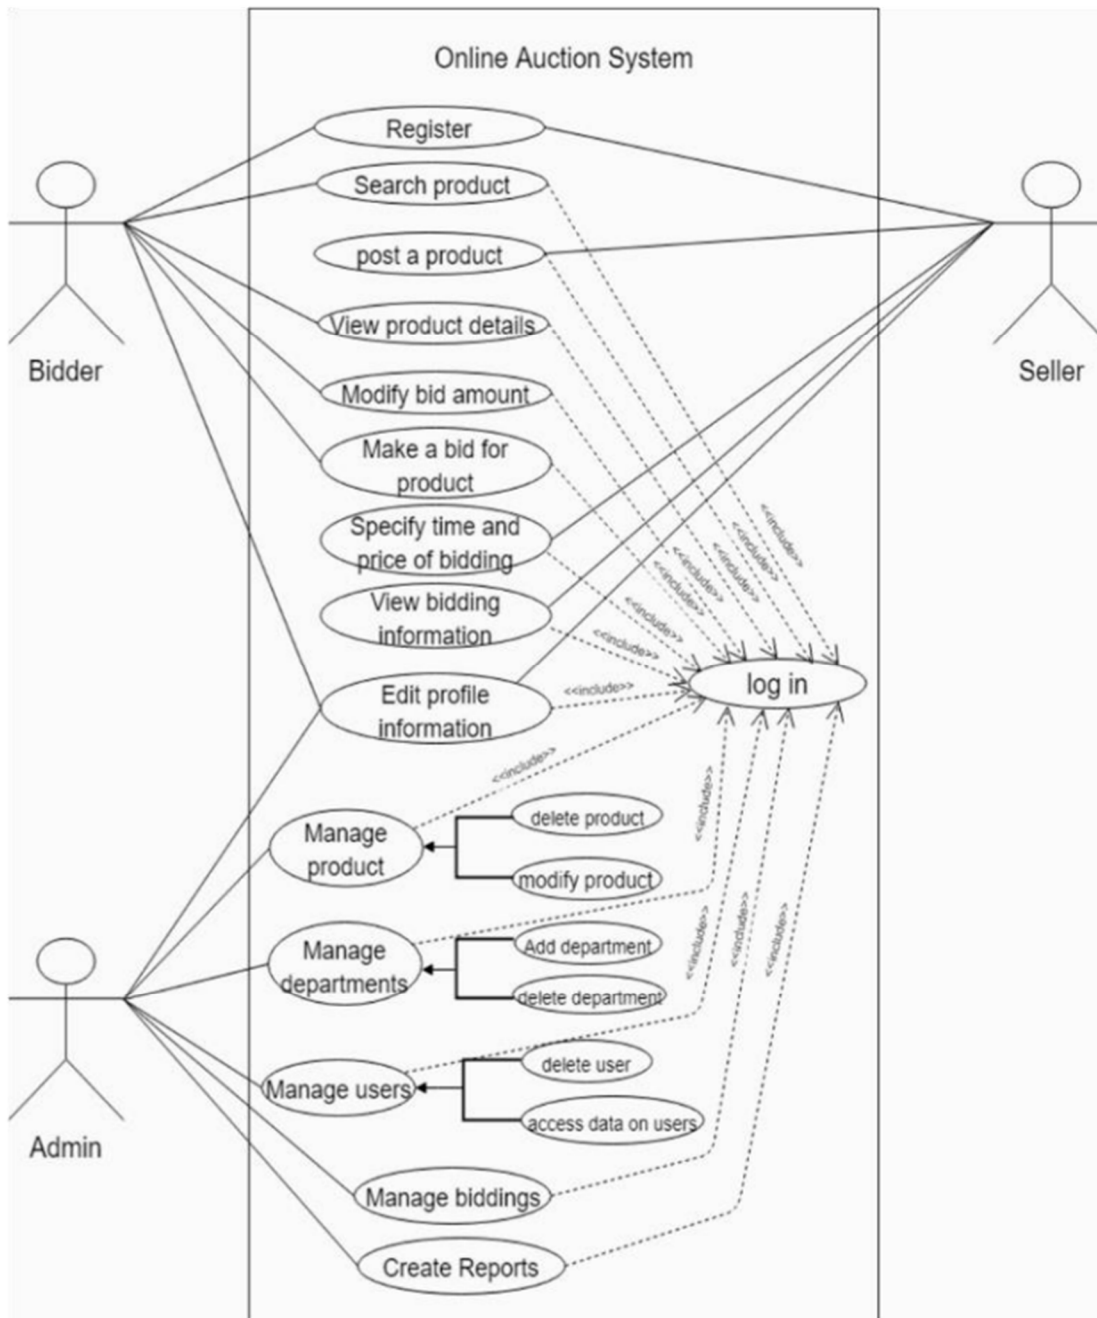 Online Auction System
Register
Search product
post a product
View product details
Bidder
Seller
Modify bid amount
Make a bid for
product
Specify time and
price of bidding
View bidding
information
Edit profile
information
<<include>>
<<include>>
<<include>>
<<include>>
<<include>>
<<include>>
<<include>>
<<include>>
<<include>>
log in
<<include>>
<<include>>
<<include>>
<<include>>
<<include>>
Manage
product
delete product
modify product
Manage
departments
Add department
delete department
Manage users
delete user
access data on users
Admin
Manage biddings
Create Reports